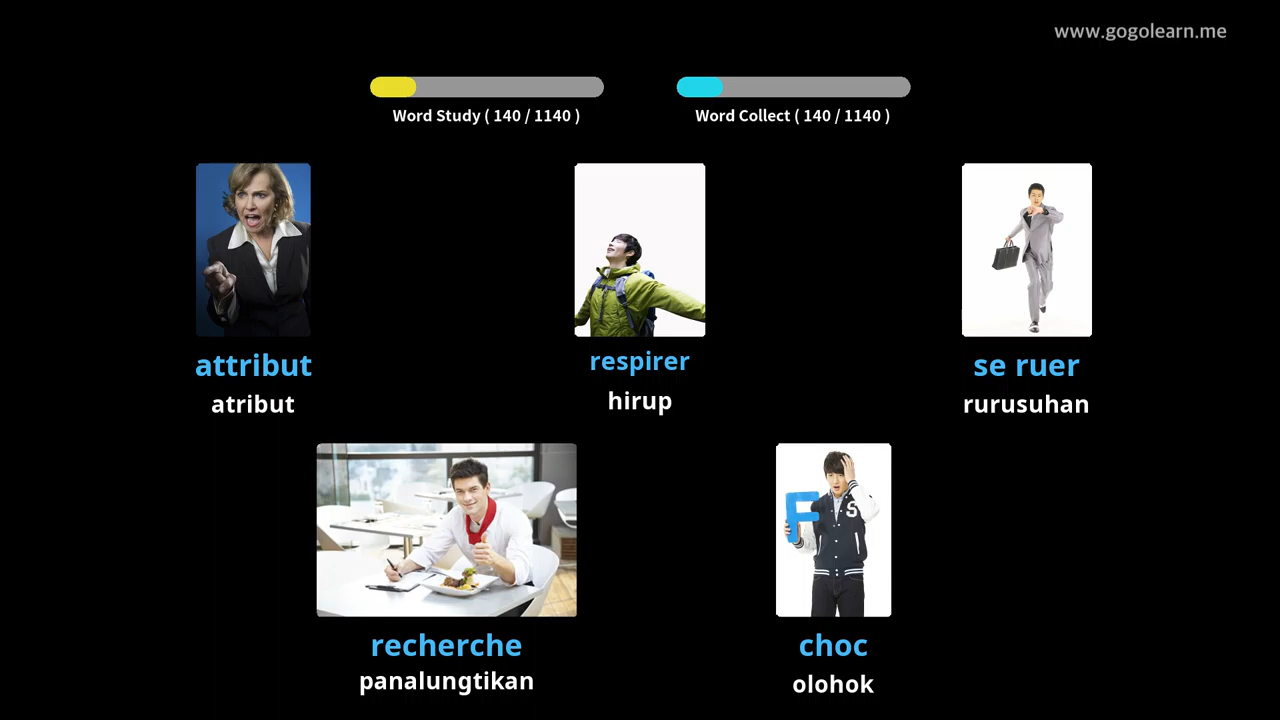 www.gogolearn.me
Word Study ( 140 / 1140 )
Word Collect ( 140 / 1140 )
attribut
atribut
respirer
hirup
se ruer
rurusuhan
F
S
recherche
panalungtikan
choc
olohok